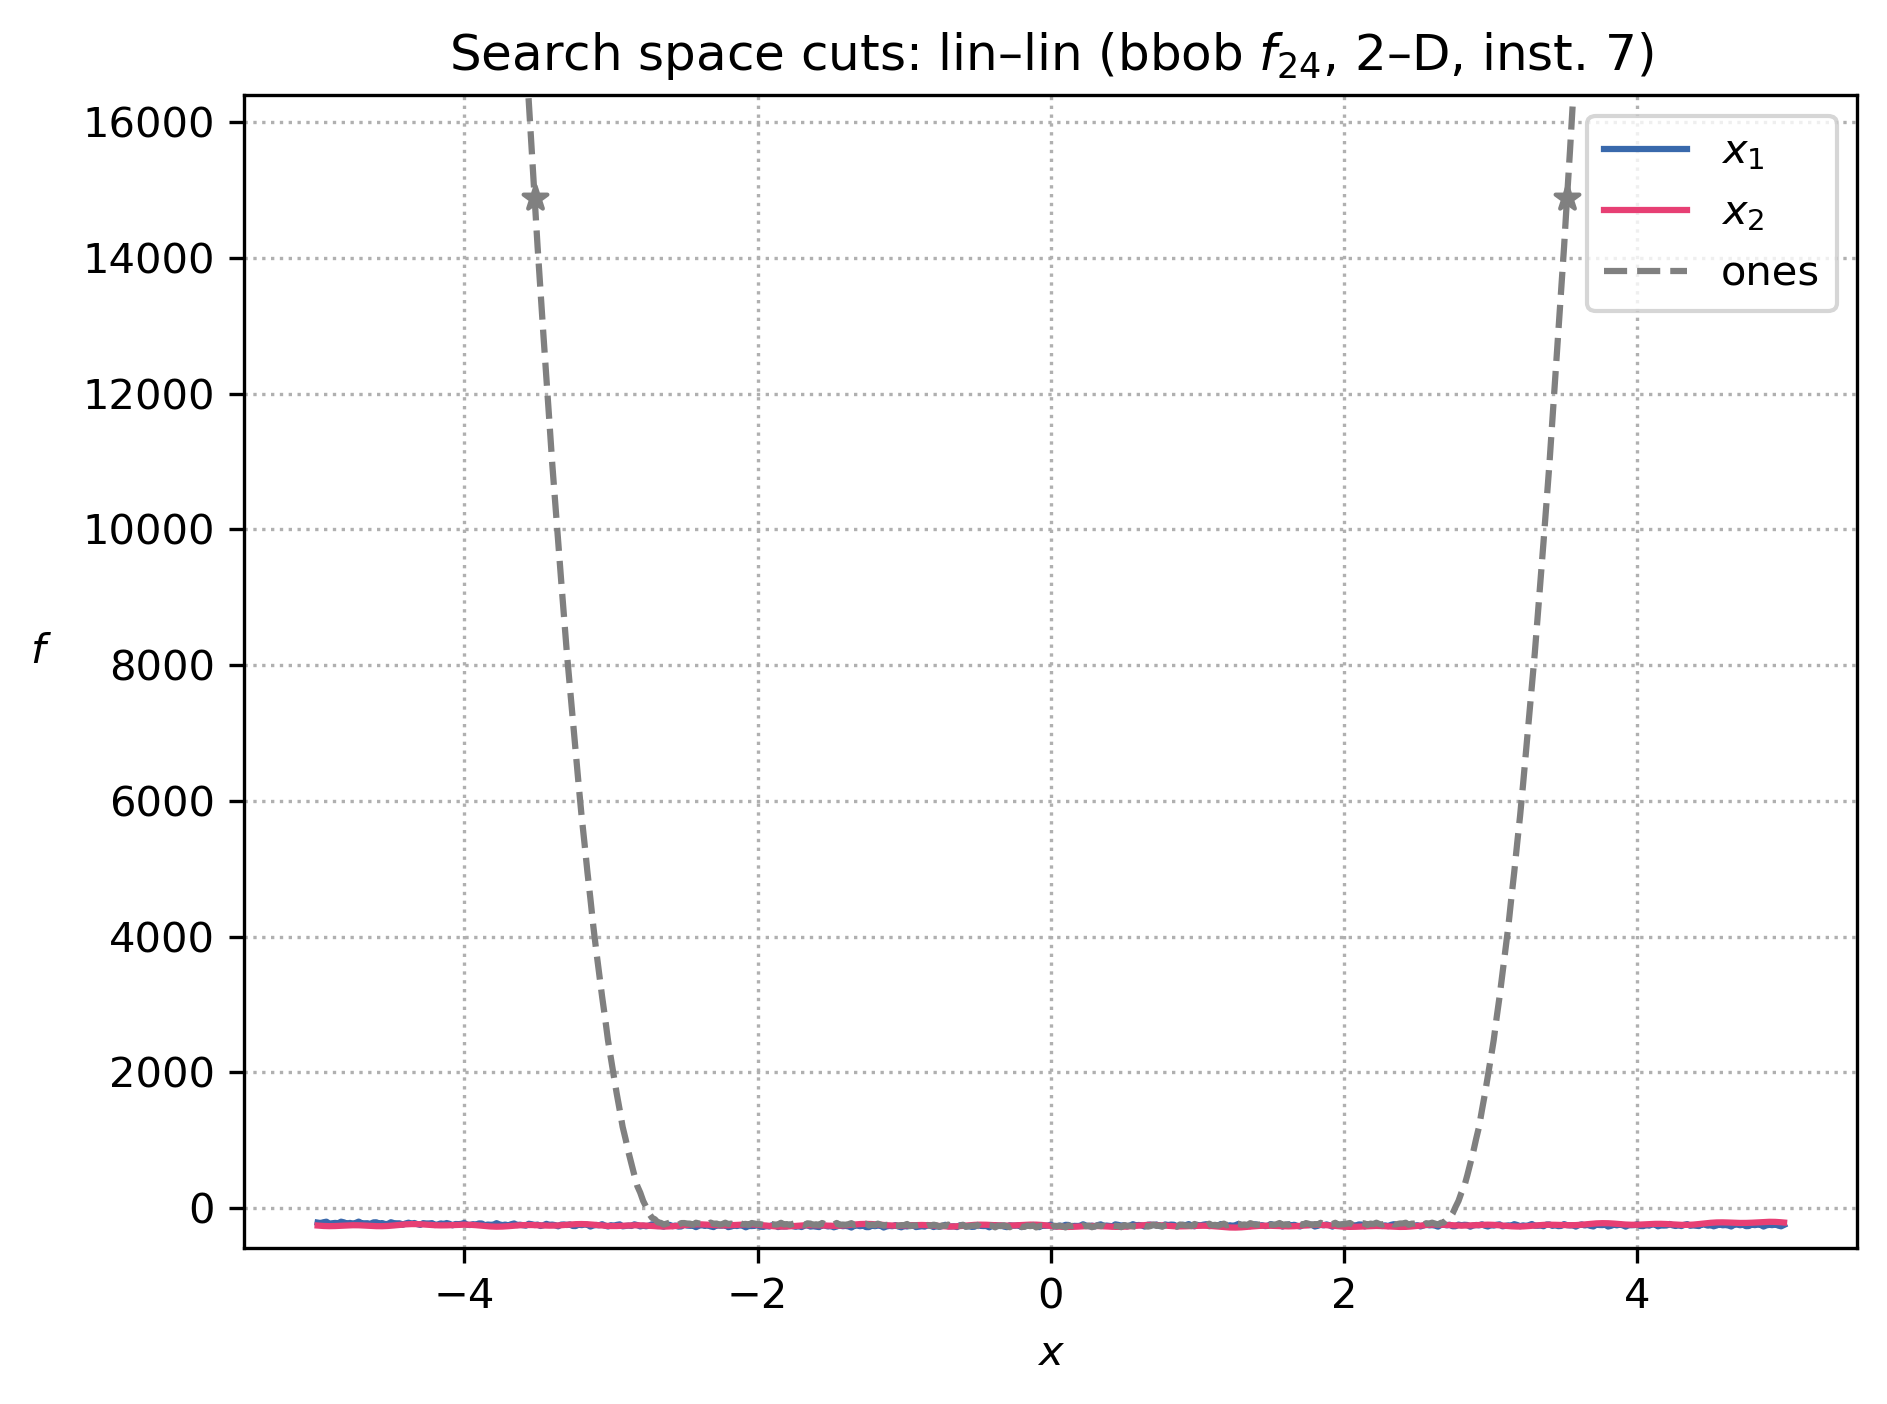 Search space cuts: lin–lin (bbob f24, 2–D, inst. 7)
16000
14000
12000
10000
8000
6000
4000
2000
0
f
x1
x2
ones
−4 −2 0 2 4
x